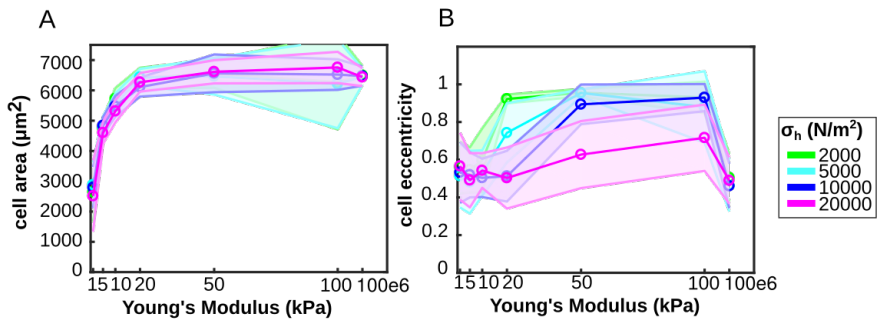 A
B
7000
6000
5000
4000
3000
2000
1000
0
cell area (μm²)
1 5 10 20 50 100 100e6
Young's Modulus (kPa)
1
0.8
0.6
0.4
0.2
0
cell eccentricity
1 5 10 20 50 100 100e6
Young's Modulus (kPa)
σh (N/m²)
2000
5000
10000
20000